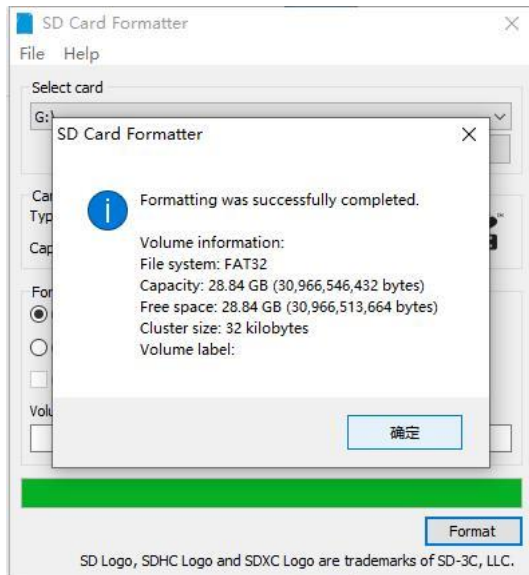 SD Card Formatter
File Help
Select card
G:\
SD Card Formatter
Formatting was successfully completed.
Volume information:
File system: FAT32
Capacity: 28.84 GB (30,966,546,432 bytes)
Free space: 28.84 GB (30,966,513,664 bytes)
Cluster size: 32 kilobytes
Volume label:
确定
Format
SD Logo, SDHC Logo and SDXC Logo are trademarks of SD-3C, LLC.